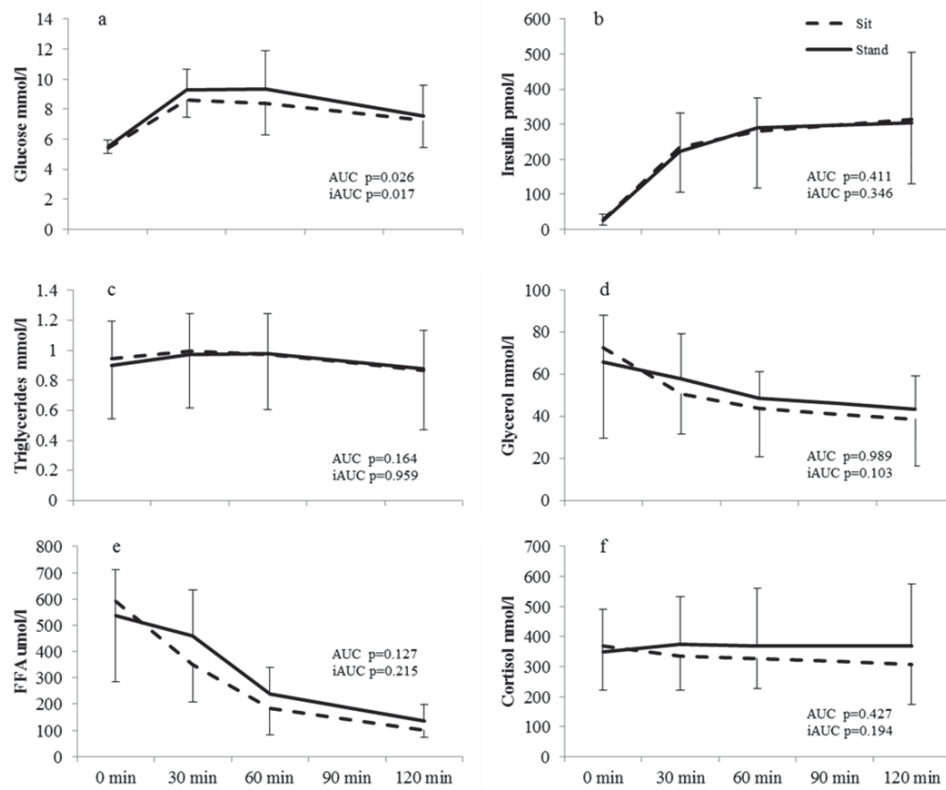 a
Glucose mmol/l
14
12
10
8
6
4
2
0
AUC p=0.026
iAUC p=0.017
b
Insulin pmol/l
600
500
400
300
200
100
0
Sit
Stand
AUC p=0.411
iAUC p=0.346
c
Triglycerides mmol/l
1.4
1.2
1
0.8
0.6
0.4
0.2
0
AUC p=0.164
iAUC p=0.959
d
Glycerol mmol/l
100
80
60
40
20
0
AUC p=0.989
iAUC p=0.103
e
FFA umol/l
800
700
600
500
400
300
200
100
0
AUC p=0.127
iAUC p=0.215
0 min 30 min 60 min 90 min 120 min
f
Cortisol nmol/l
700
600
500
400
300
200
100
0
AUC p=0.427
iAUC p=0.194
0 min 30 min 60 min 90 min 120 min